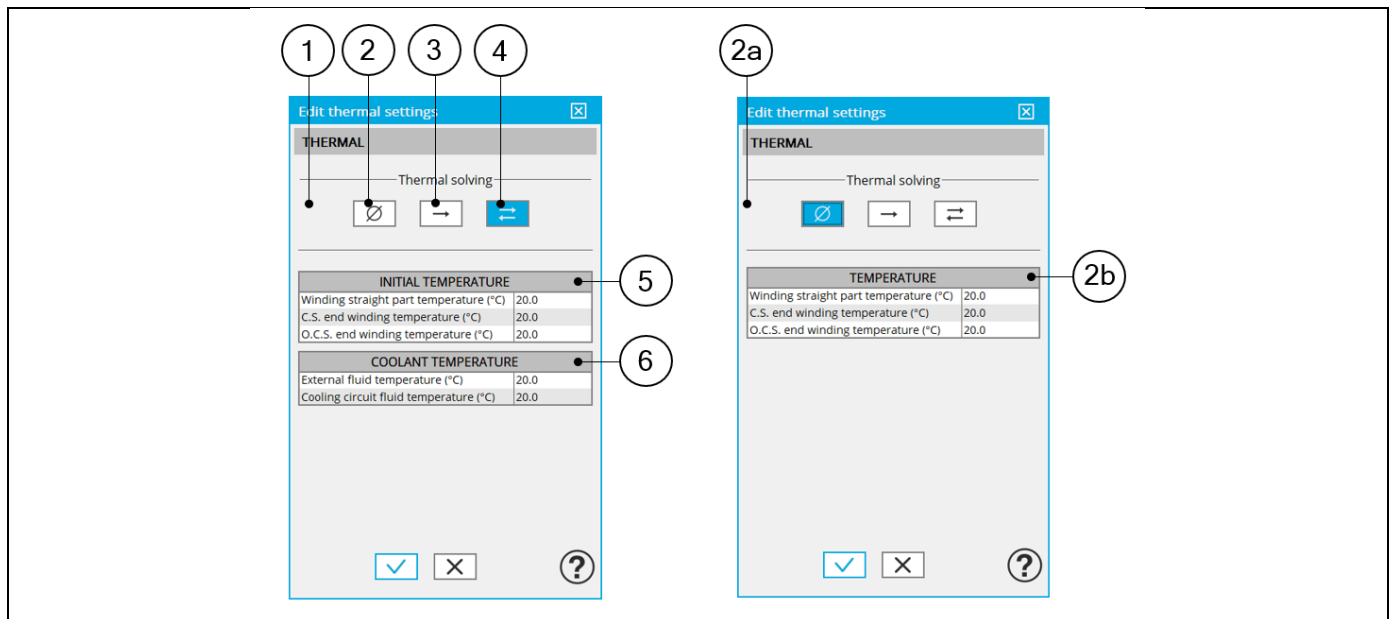 1 2 3 4
Edit thermal settings
THERMAL
Thermal solving
INITIAL TEMPERATURE
Winding straight part temperature (°C) 20.0
C.S. end winding temperature (°C) 20.0
O.C.S. end winding temperature (°C) 20.0
5
COOLANT TEMPERATURE
External fluid temperature (°C) 20.0
Cooling circuit fluid temperature (°C) 20.0
6
?
2a
Edit thermal settings
THERMAL
Thermal solving
TEMPERATURE
Winding straight part temperature (°C) 20.0
C.S. end winding temperature (°C) 20.0
O.C.S. end winding temperature (°C) 20.0
2b
?